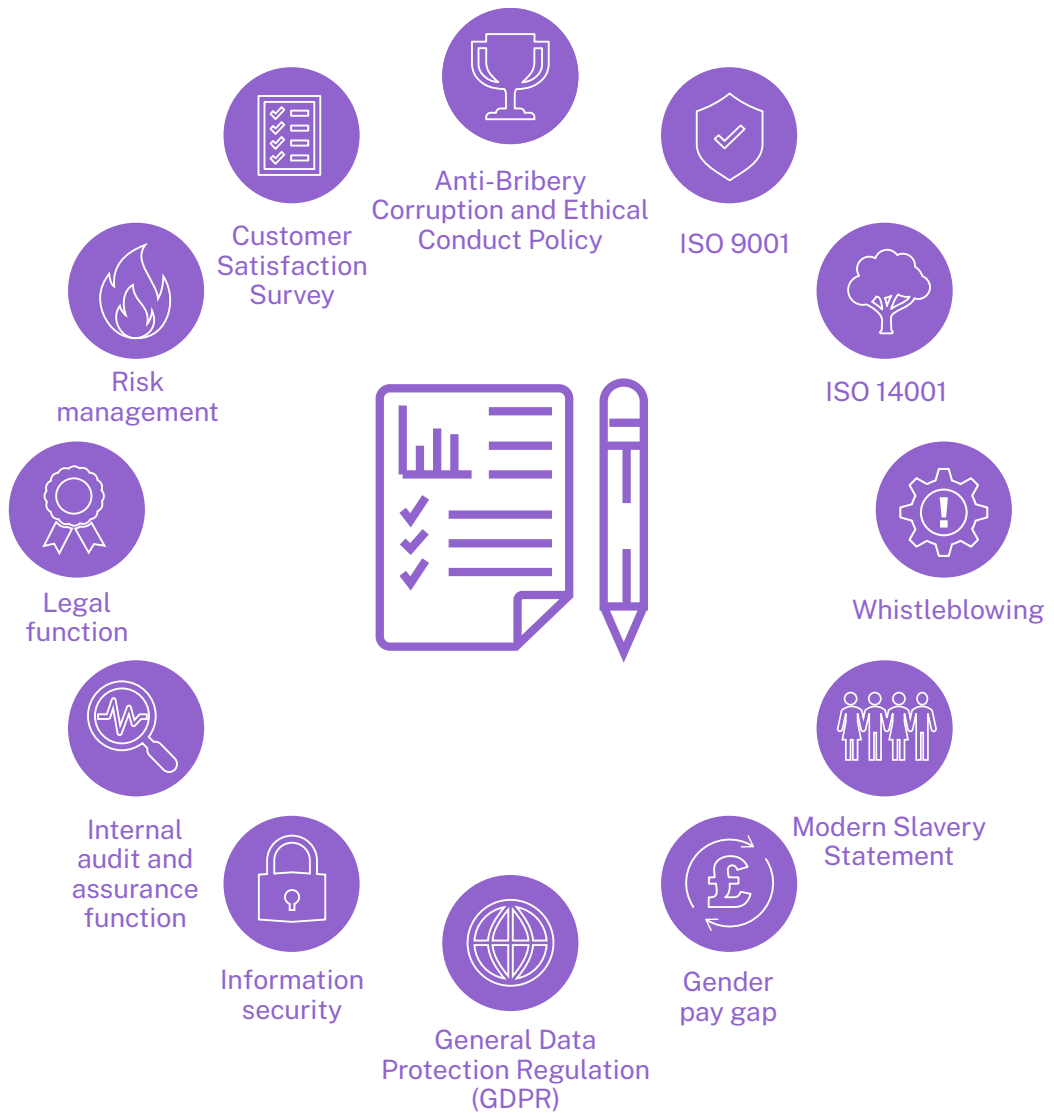 Anti-Bribery
Corruption and Ethical
Conduct Policy
ISO 9001
ISO 14001
Whistleblowing
Modern Slavery
Statement
Gender
pay gap
General Data
Protection Regulation
(GDPR)
Information
security
Internal
audit and
assurance
function
Legal
function
Risk
management
Customer
Satisfaction
Survey